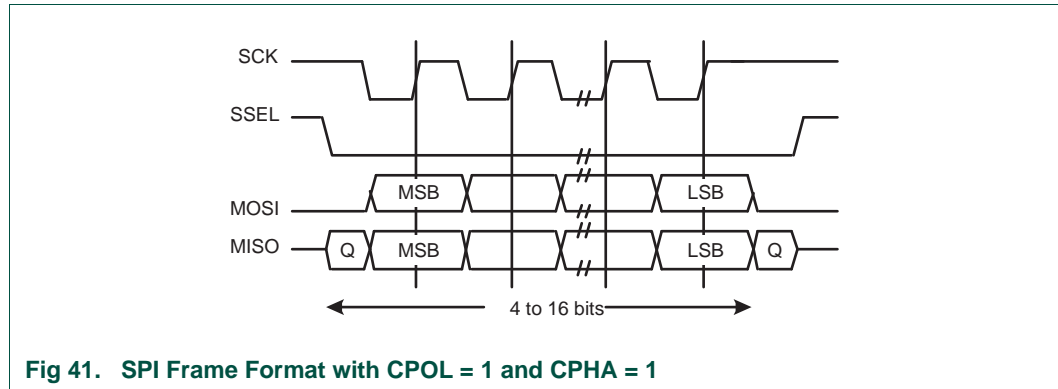 SCK
SSEL
MOSI MSB LSB
MISO Q MSB LSB Q
4 to 16 bits
Fig 41. SPI Frame Format with CPOL = 1 and CPHA = 1